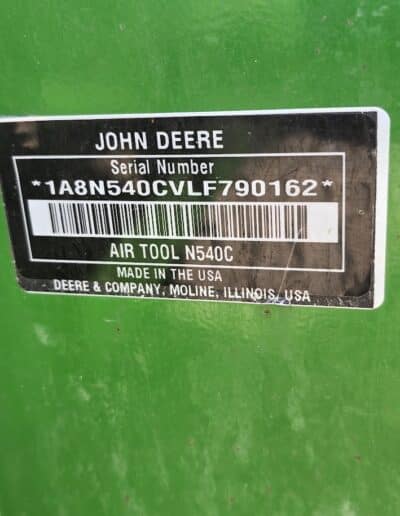 JOHN DEERE
Serial Number
*1A8N540CVLF790162*
AIR TOOL N540C
MADE IN THE USA
DEERE & COMPANY, MOLINE, ILLINOIS, USA